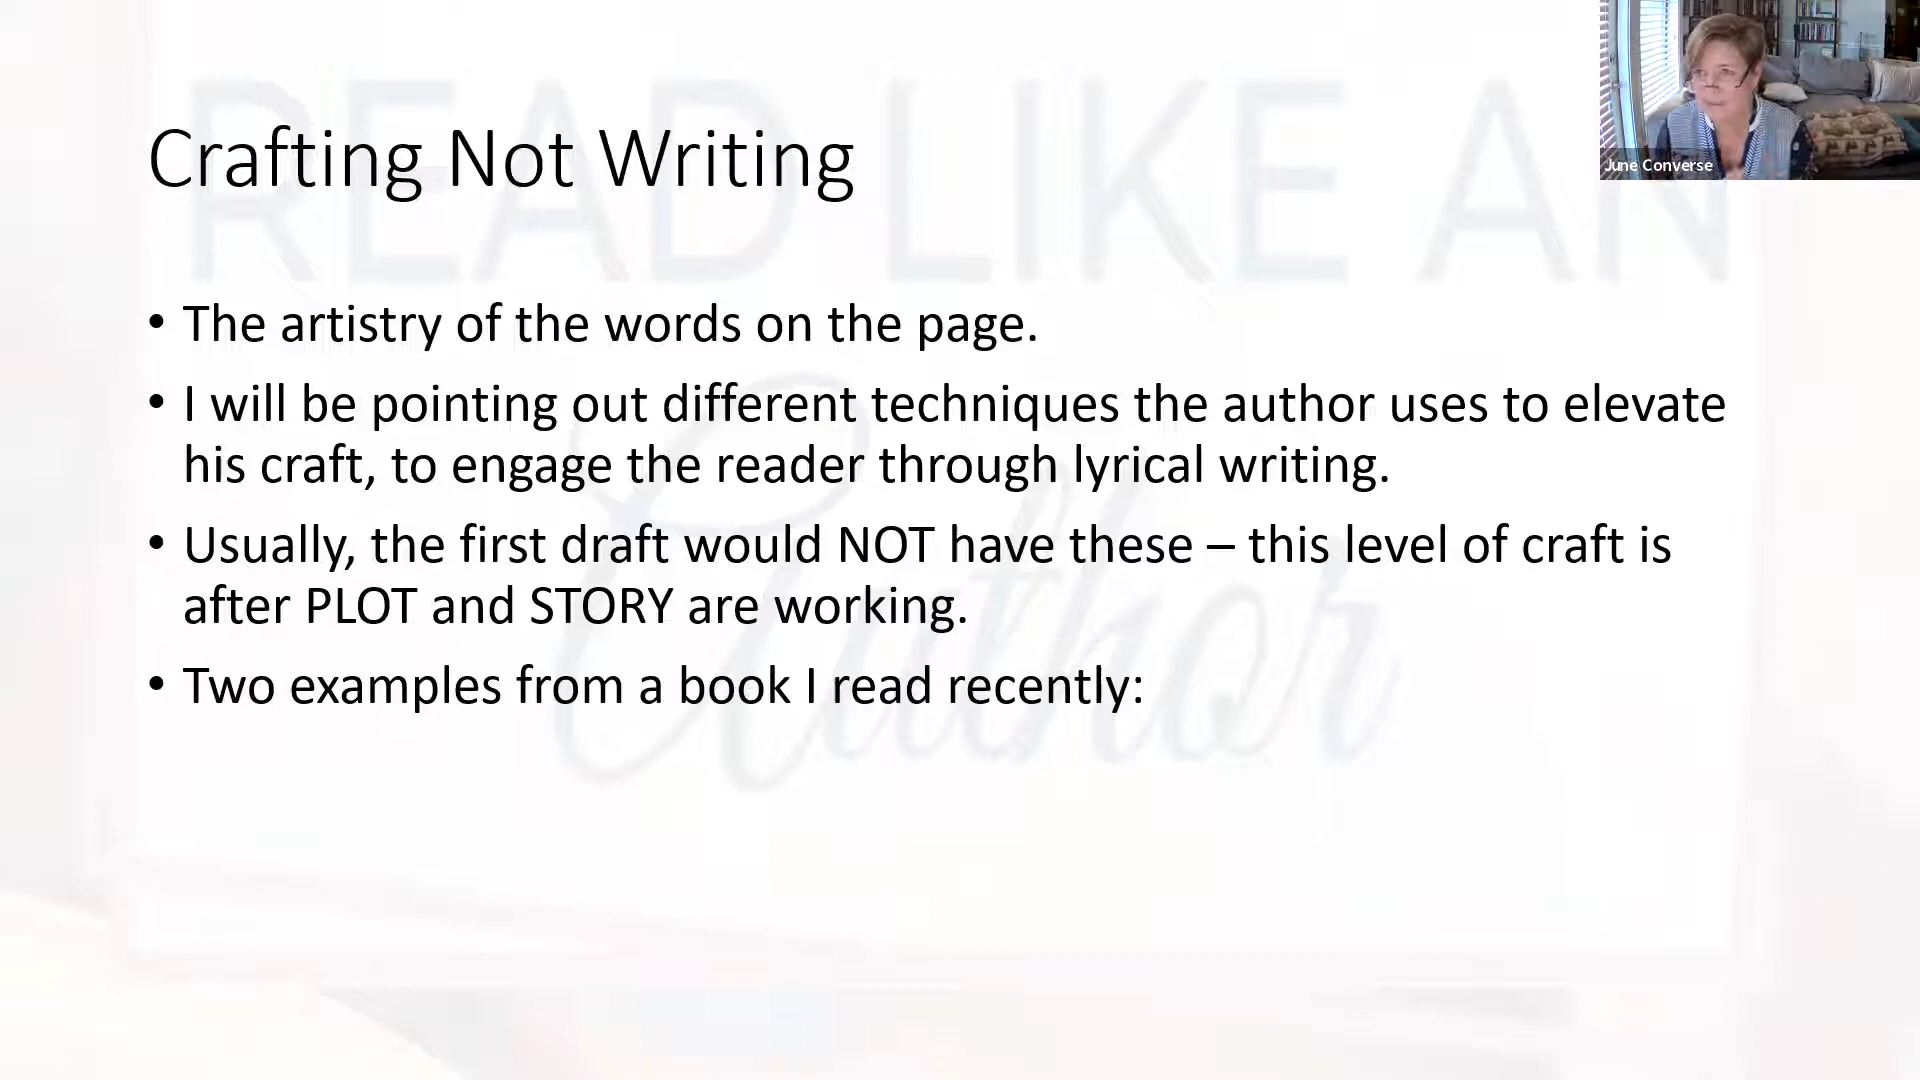 READ LIKE AN
Author
Crafting Not Writing
June Converse
• The artistry of the words on the page.
• I will be pointing out different techniques the author uses to elevate
his craft, to engage the reader through lyrical writing.
• Usually, the first draft would NOT have these – this level of craft is
after PLOT and STORY are working.
• Two examples from a book I read recently: